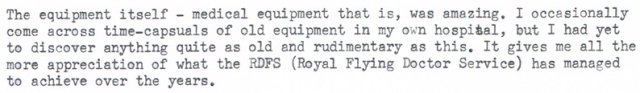 The equipment itself - medical equipment that is, was amazing. I occasionally
come across time-capsuals of old equipment in my own hospital, but I had yet
to discover anything quite as old and rudimentary as this. It gives me all the
more appreciation of what the RDFS (Royal Flying Doctor Service) has managed
to achieve over the years.